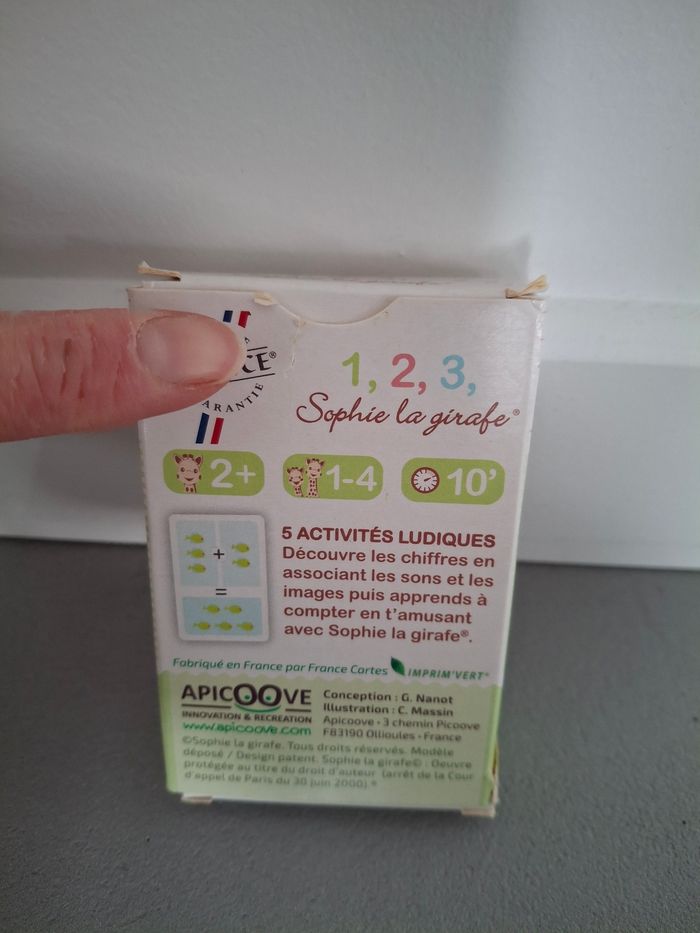 CE®
ARANTIE
1, 2, 3,
Sophie la girafe®
2+
1-4
10'
+
=
5 ACTIVITÉS LUDIQUES
Découvre les chiffres en
associant les sons et les
images puis apprends à
compter en t'amusant
avec Sophie la girafe®.
Fabriqué en France par France Cartes
IMPRIM'VERT®
APICOOVE
INNOVATION & RECREATION
www.apicoove.com
Conception : G. Nanot
Illustration : C. Massin
Apicoove • 3 chemin Picoove
F83190 Ollioules • France
©Sophie la girafe. Tous droits réservés. Modèle
déposé / Design patent. Sophie la girafe© : Oeuvre
protégée au titre du droit d'auteur (arrêt de la Cour
d'appel de Paris du 30 juin 2000).